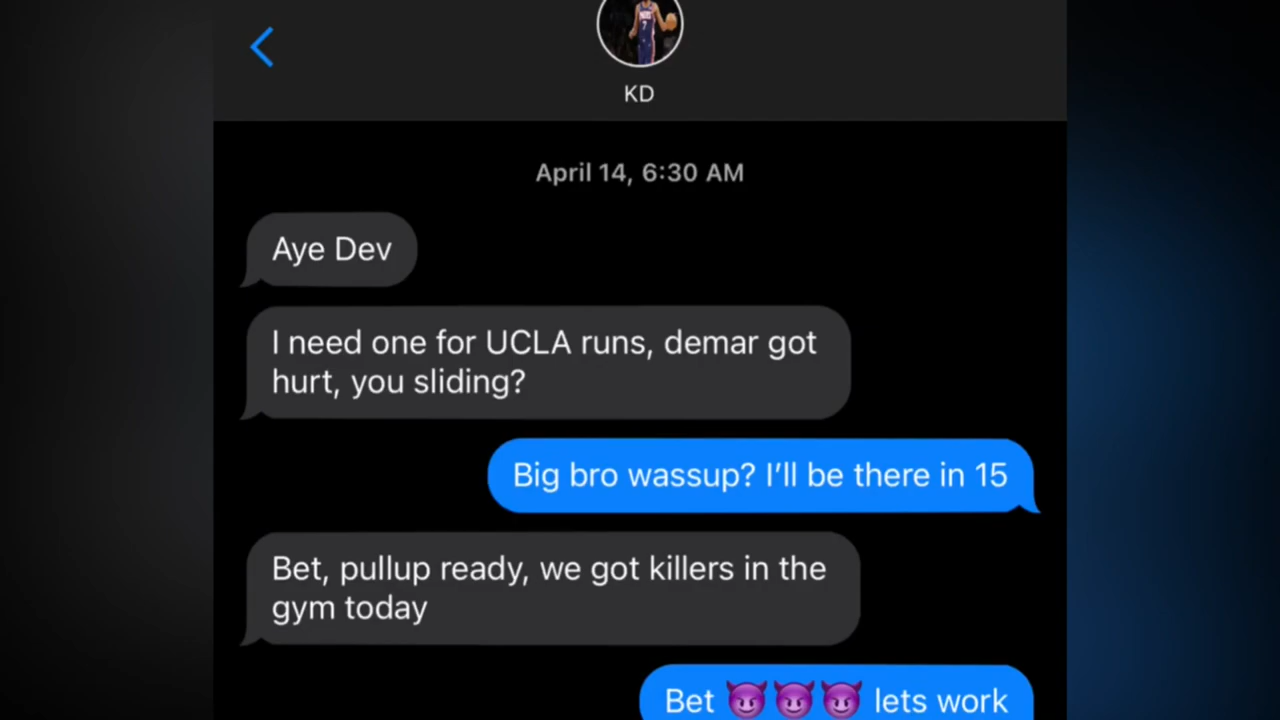 KD
April 14, 6:30 AM
Aye Dev
I need one for UCLA runs, demar got
hurt, you sliding?
Big bro wassup? I’ll be there in 15
Bet, pullup ready, we got killers in the
gym today
Bet 😈😈😈 lets work